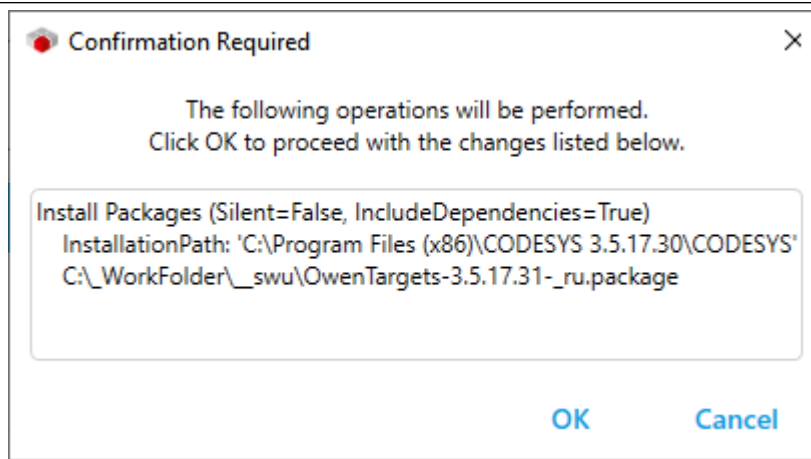 Confirmation Required
The following operations will be performed.
Click OK to proceed with the changes listed below.
Install Packages (Silent=False, IncludeDependencies=True)
InstallationPath: 'C:\Program Files (x86)\CODESYS 3.5.17.30\CODESYS'
C:\_WorkFolder\__swu\OwenTargets-3.5.17.31-_ru.package
OK Cancel